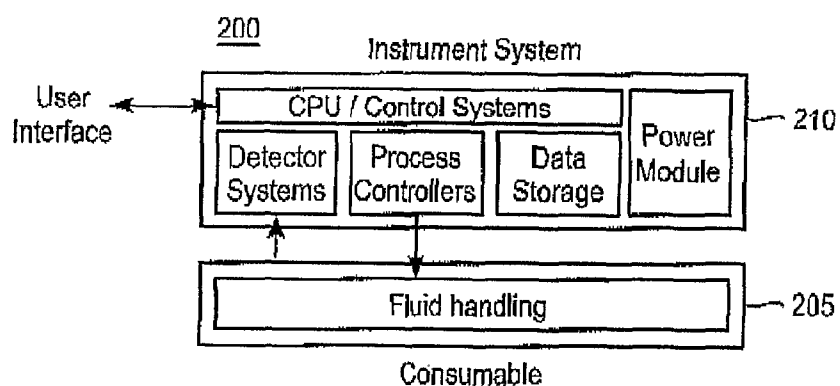 200
Instrument System
User
Interface
CPU / Control Systems
Power
Module
210
Detector
Systems
Process
Controllers
Data
Storage
Fluid handling
205
Consumable